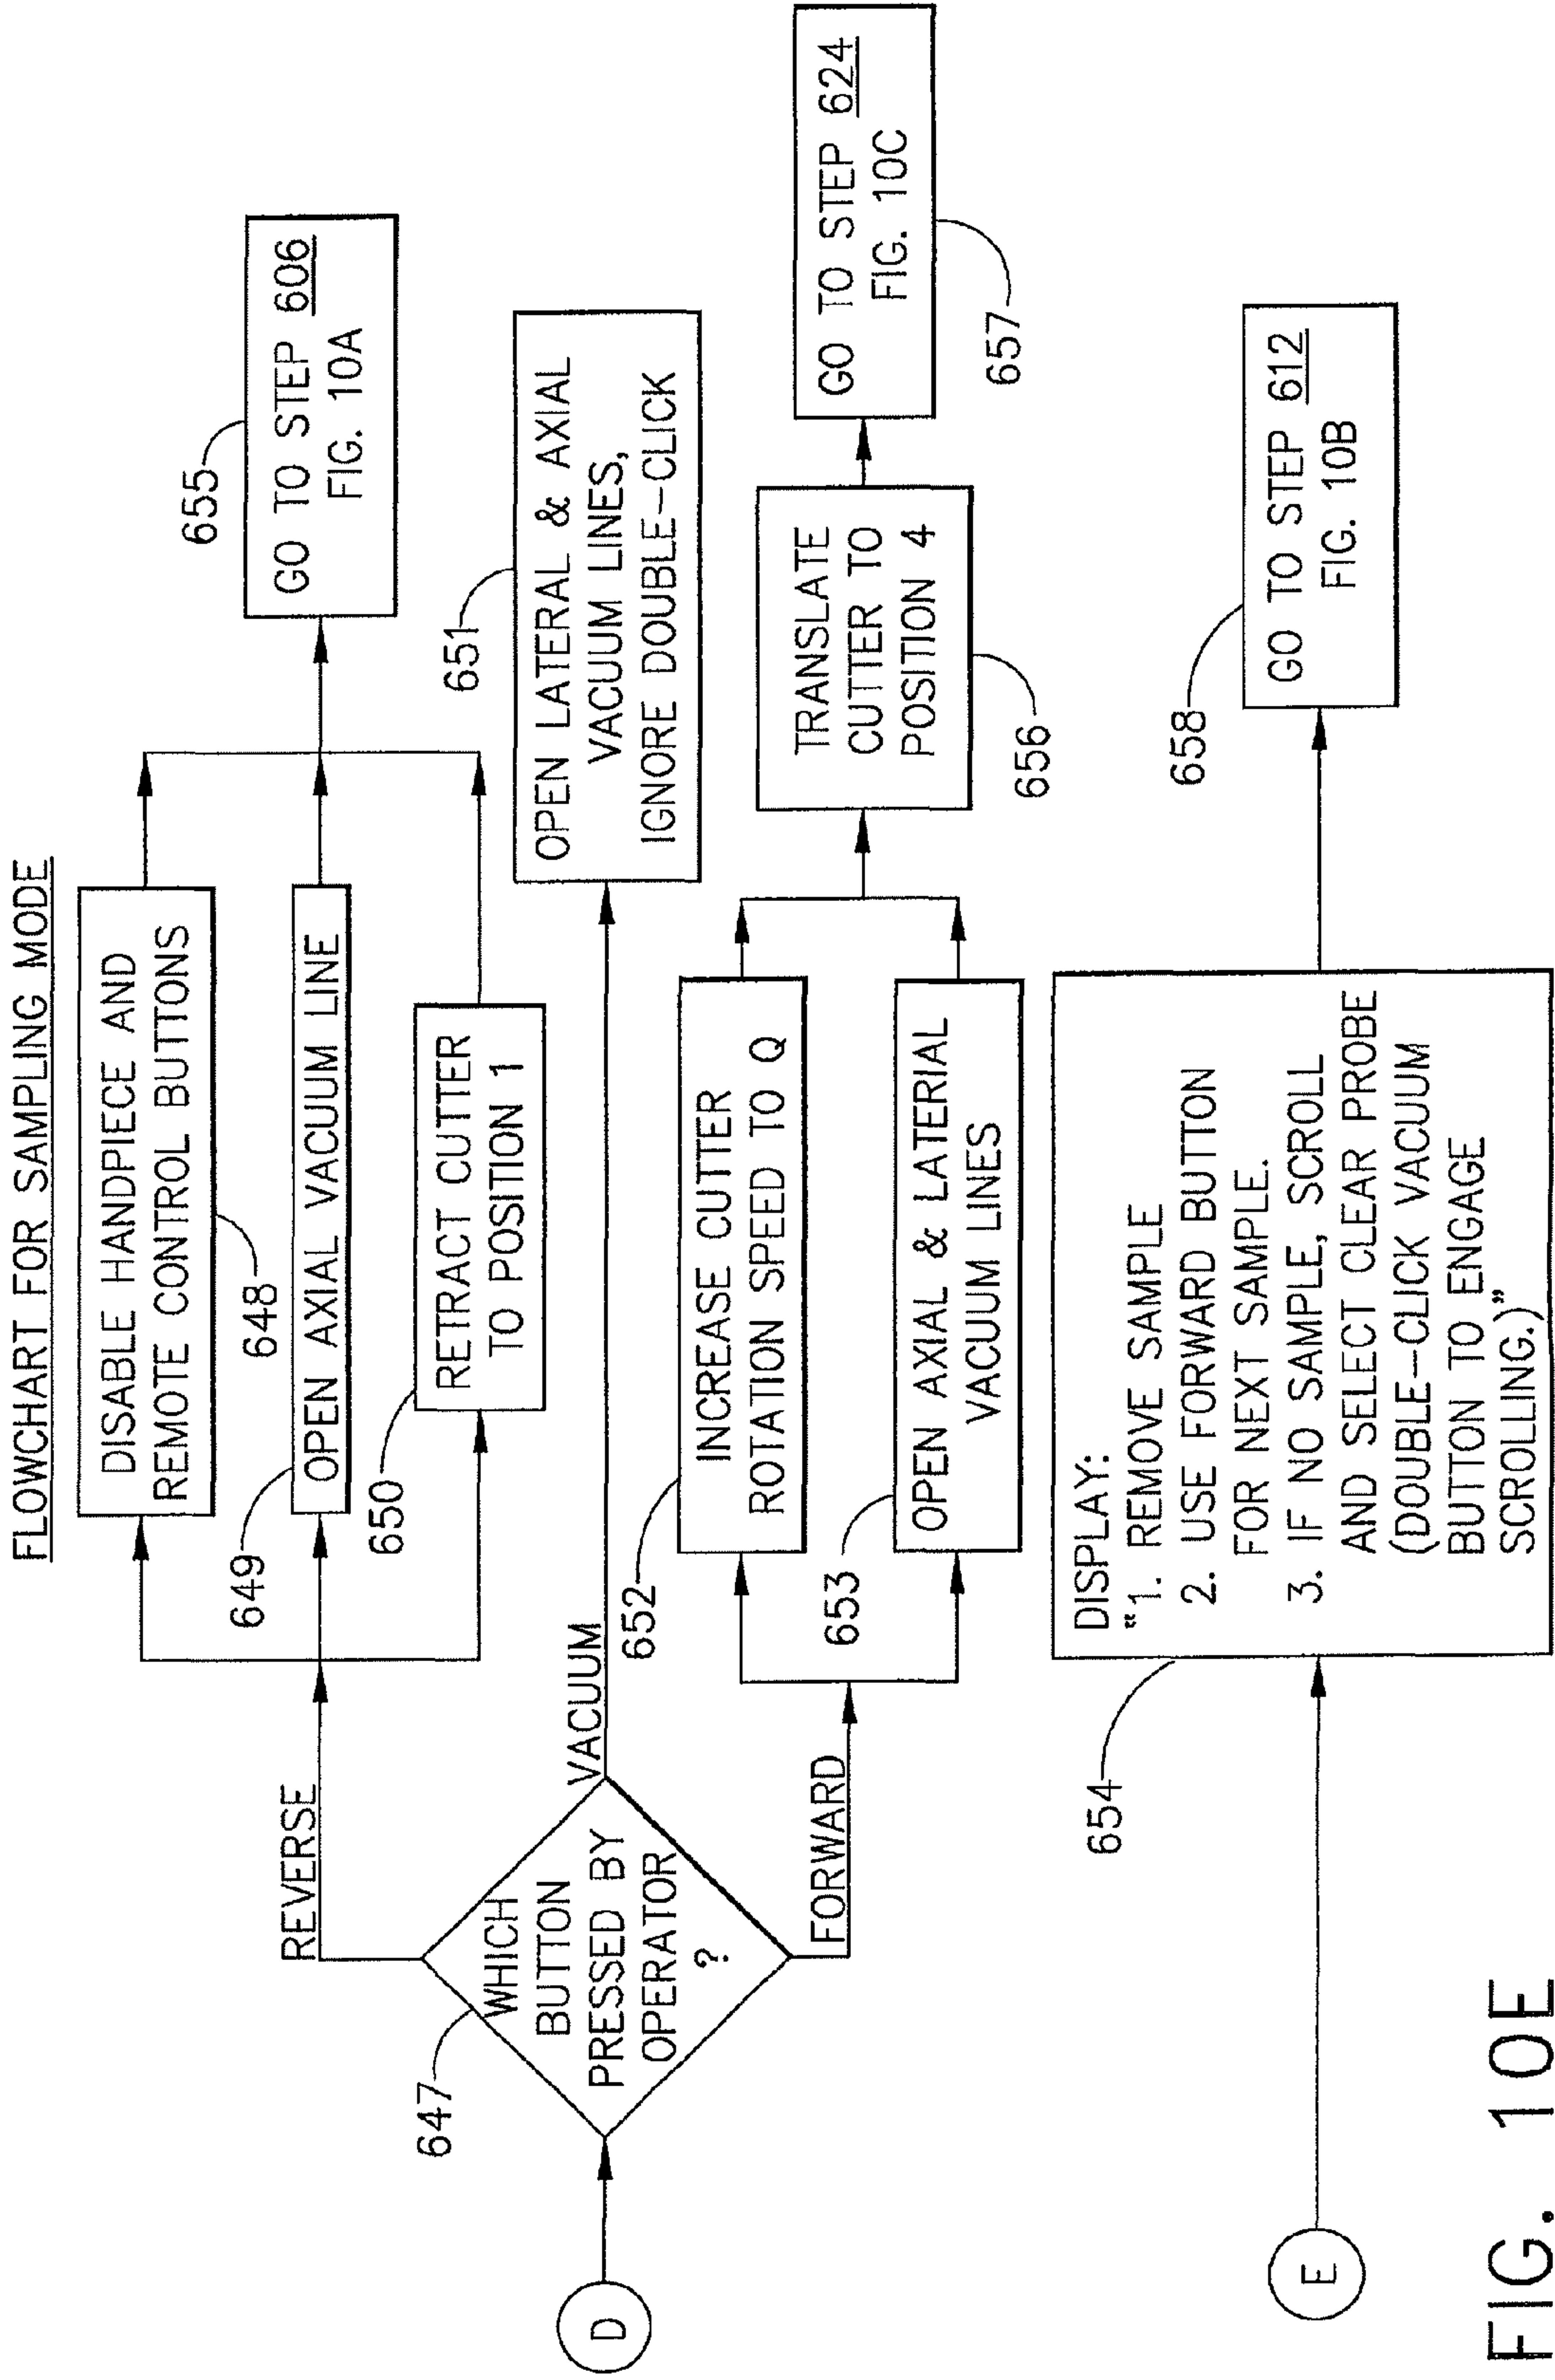 FLOWCHART FOR SAMPLING MODE
D
647
WHICH
BUTTON
PRESSED BY
OPERATOR
?
REVERSE
648
DISABLE HANDPIECE AND
REMOTE CONTROL BUTTONS
649
OPEN AXIAL VACUUM LINE
650
RETRACT CUTTER
TO POSITION 1
655
GO TO STEP 606
FIG. 10A
VACUUM
651
OPEN LATERAL & AXIAL
VACUUM LINES,
IGNORE DOUBLE-CLICK
FORWARD
652
INCREASE CUTTER
ROTATION SPEED TO Q
653
OPEN AXIAL & LATERIAL
VACUUM LINES
656
TRANSLATE
CUTTER TO
POSITION 4
657
GO TO STEP 624
FIG. 10C
E
654
DISPLAY:
“1. REMOVE SAMPLE
2. USE FORWARD BUTTON
FOR NEXT SAMPLE.
3. IF NO SAMPLE, SCROLL
AND SELECT CLEAR PROBE
(DOUBLE-CLICK VACUUM
BUTTON TO ENGAGE
SCROLLING.)”
658
GO TO STEP 612
FIG. 10B
FIG. 10E